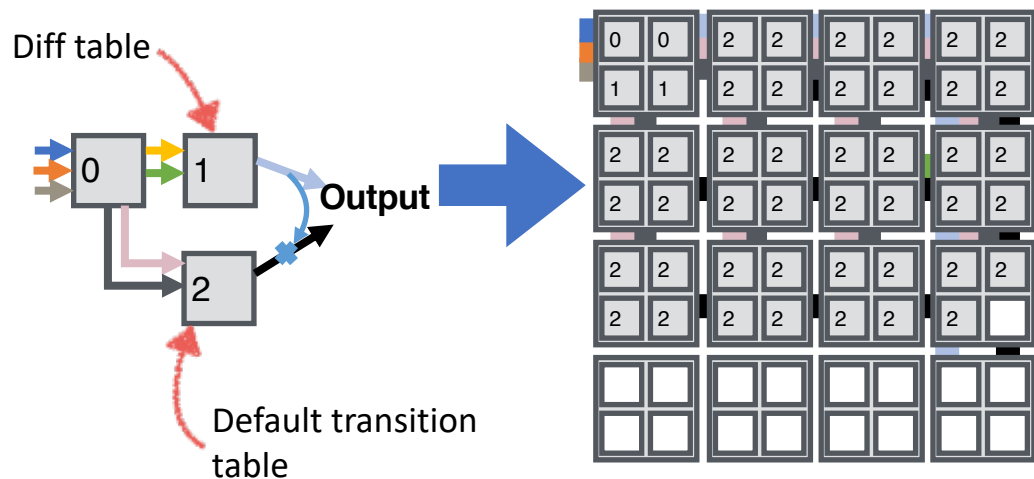 Diff table
0
1
Output
2
Default transition
table
0 0 2 2 2 2 2 2
1 1 2 2 2 2 2 2
2 2 2 2 2 2 2 2
2 2 2 2 2 2 2 2
2 2 2 2 2 2 2 2
2 2 2 2 2 2 2